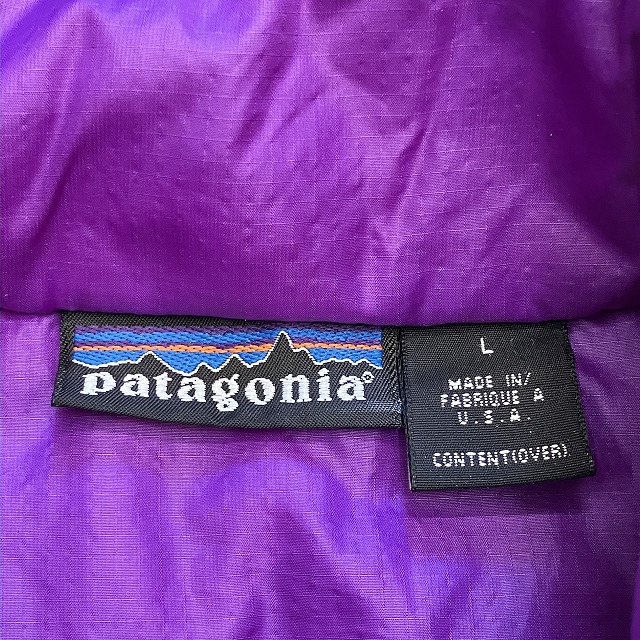 patagonia®
L
MADE IN/
FABRIQUE A
U.S.A.
CONTENT(OVER)